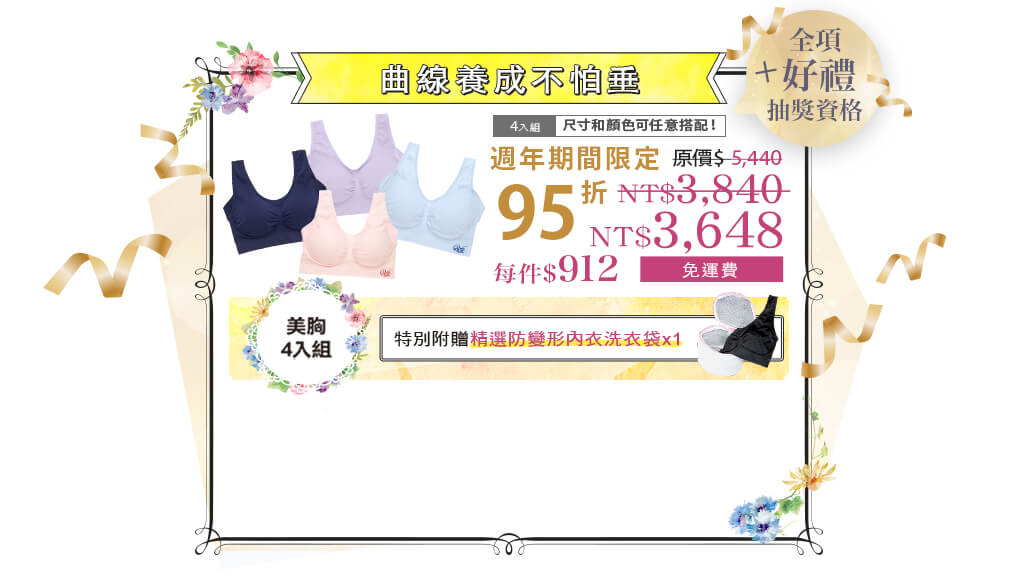 全項
+好禮
抽獎資格
曲線養成不怕垂
4入組 尺寸和顏色可任意搭配!
週年期間限定 原價$ 5,440
95折 NT$3,840
NT$3,648
每件$912 免運費
美胸
4入組
特別附贈精選防變形內衣洗衣袋x1